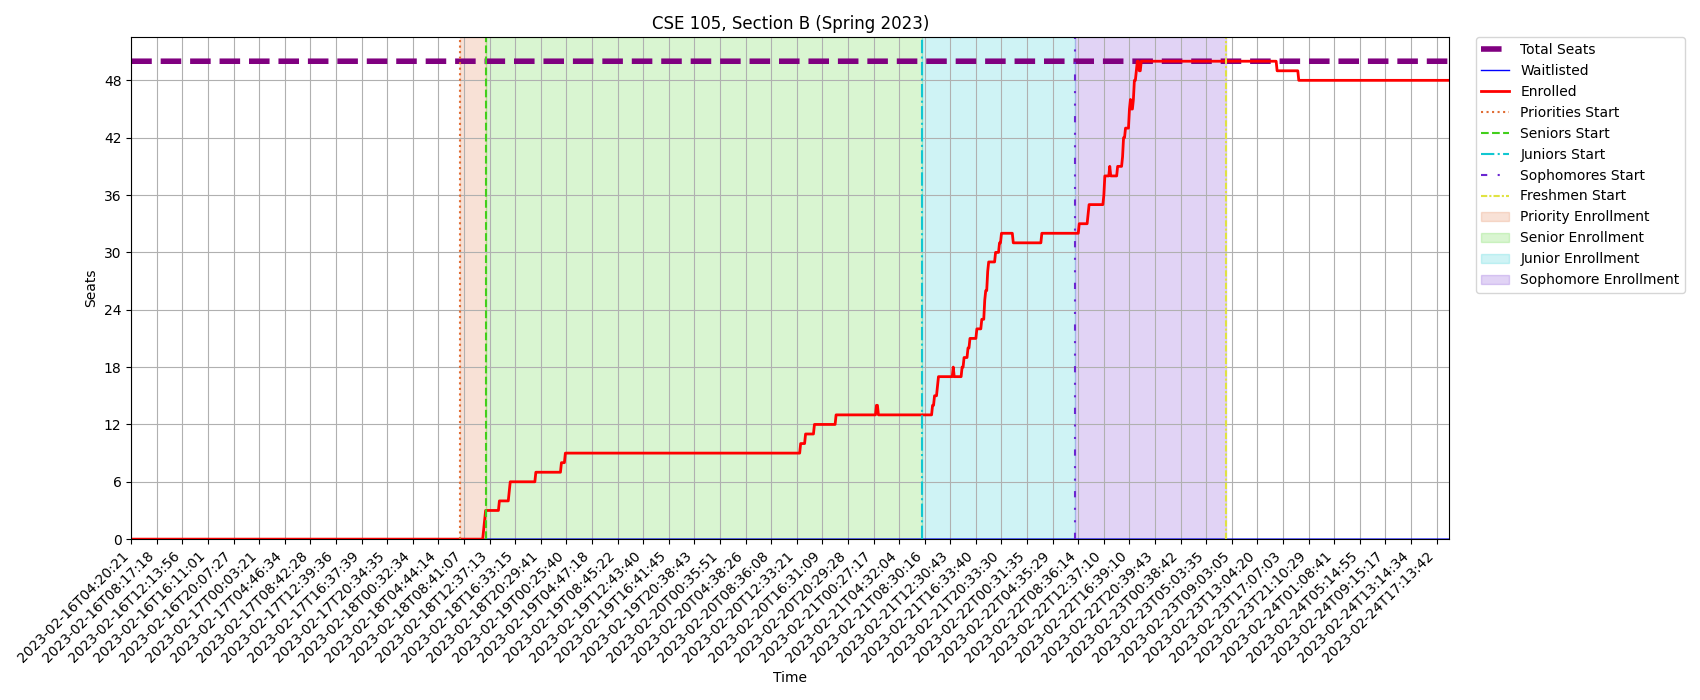 CSE 105, Section B (Spring 2023)
Seats
48
42
36
30
24
18
12
6
0
2023-02-16T04:20:21
2023-02-16T08:17:18
2023-02-16T12:13:56
2023-02-16T16:11:01
2023-02-16T20:07:27
2023-02-17T00:03:21
2023-02-17T04:46:34
2023-02-17T08:42:28
2023-02-17T12:39:36
2023-02-17T16:37:39
2023-02-17T20:34:35
2023-02-18T00:32:34
2023-02-18T04:44:14
2023-02-18T08:41:07
2023-02-18T12:37:13
2023-02-18T16:33:15
2023-02-18T20:29:41
2023-02-19T00:25:40
2023-02-19T04:47:18
2023-02-19T08:45:22
2023-02-19T12:43:40
2023-02-19T16:41:45
2023-02-19T20:38:43
2023-02-20T00:35:51
2023-02-20T04:38:26
2023-02-20T08:36:08
2023-02-20T12:33:21
2023-02-20T16:31:09
2023-02-20T20:29:28
2023-02-21T00:27:17
2023-02-21T04:32:04
2023-02-21T08:30:16
2023-02-21T12:30:43
2023-02-21T16:33:40
2023-02-21T20:33:30
2023-02-22T00:31:35
2023-02-22T04:35:29
2023-02-22T08:36:14
2023-02-22T12:37:10
2023-02-22T16:39:10
2023-02-22T20:39:43
2023-02-23T00:38:42
2023-02-23T05:03:35
2023-02-23T09:03:05
2023-02-23T13:04:20
2023-02-23T17:07:03
2023-02-23T21:10:29
2023-02-24T01:08:41
2023-02-24T05:14:55
2023-02-24T09:15:17
2023-02-24T13:14:34
2023-02-24T17:13:42
Time
Total Seats
Waitlisted
Enrolled
Priorities Start
Seniors Start
Juniors Start
Sophomores Start
Freshmen Start
Priority Enrollment
Senior Enrollment
Junior Enrollment
Sophomore Enrollment